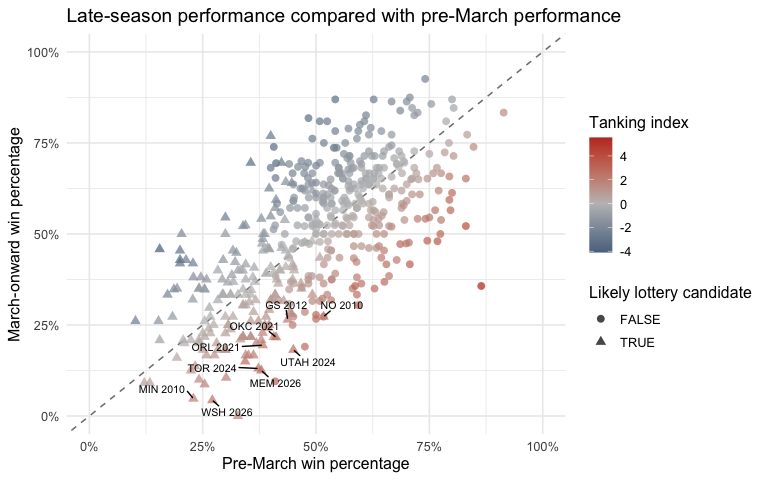 Late-season performance compared with pre-March performance
March-onward win percentage
100%
75%
50%
25%
0%
GS 2012
NO 2010
OKC 2021
ORL 2021
UTAH 2024
TOR 2024
MEM 2026
MIN 2010
WSH 2026
0%
25%
50%
75%
100%
Pre-March win percentage
Tanking index
4
2
0
-2
-4
Likely lottery candidate
FALSE
TRUE